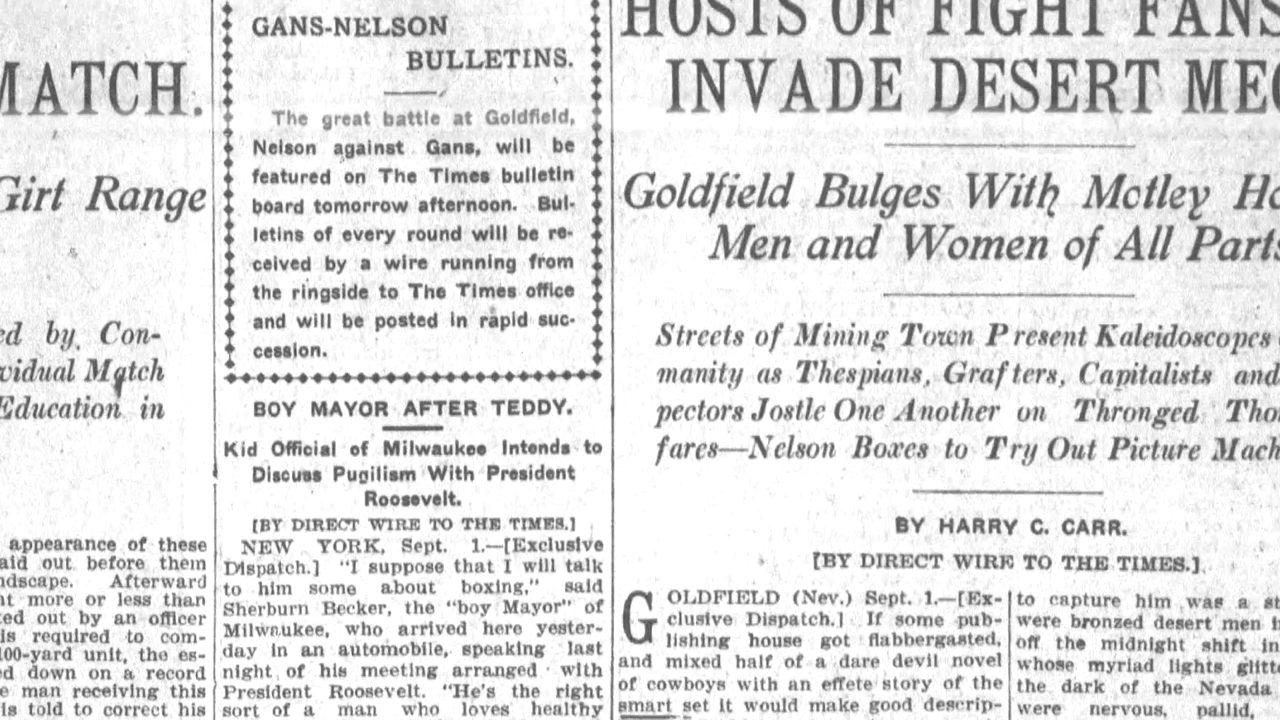 MATCH.
Girt Range
ed by Con-
vidual Match
Education in
appearance of these
aid out before them
ndscape. Afterward
at more or less than
ted out by an officer
is required to com-
100-yard unit, the es-
d down on a record
e man receiving this
is told to correct his
GANS-NELSON
BULLETINS.
The great battle at Goldfield,
Nelson against Gans, will be
featured on The Times bulletin
board tomorrow afternoon. Bul-
letins of every round will be re-
ceived by a wire running from
the ringside to The Times office
and will be posted in rapid suc-
cession.
BOY MAYOR AFTER TEDDY.
Kid Official of Milwaukee Intends to
Discuss Pugilism With President
Roosevelt.
[BY DIRECT WIRE TO THE TIMES.]
NEW YORK, Sept. 1.—[Exclusive
Dispatch.] "I suppose that I will talk
to him some about boxing," said
Sherburn Becker, the "boy Mayor" of
Milwaukee, who arrived here yester-
day in an automobile, speaking last
night of his meeting arranged with
President Roosevelt. "He's the right
sort of a man who loves healthy
HOSTS OF FIGHT FANS
INVADE DESERT MEC
Goldfield Bulges With Motley Ho
Men and Women of All Parts
Streets of Mining Town Present Kaleidoscopes
manity as Thespians, Grafters, Capitalists and
pectors Jostle One Another on Thronged Thor
fares—Nelson Boxes to Try Out Picture Mach
BY HARRY C. CARR.
[BY DIRECT WIRE TO THE TIMES.]
GOLDFIELD (Nev.) Sept. 1.—[Ex-
clusive Dispatch.] If some pub-
lishing house got flabbergasted,
and mixed half of a dare devil novel
of cowboys with an effete story of the
smart set it would make good descrip-
to capture him was a
were bronzed desert men
off the midnight shift in
whose myriad lights glitt
the dark of the Nevada
were nervous, pallid,